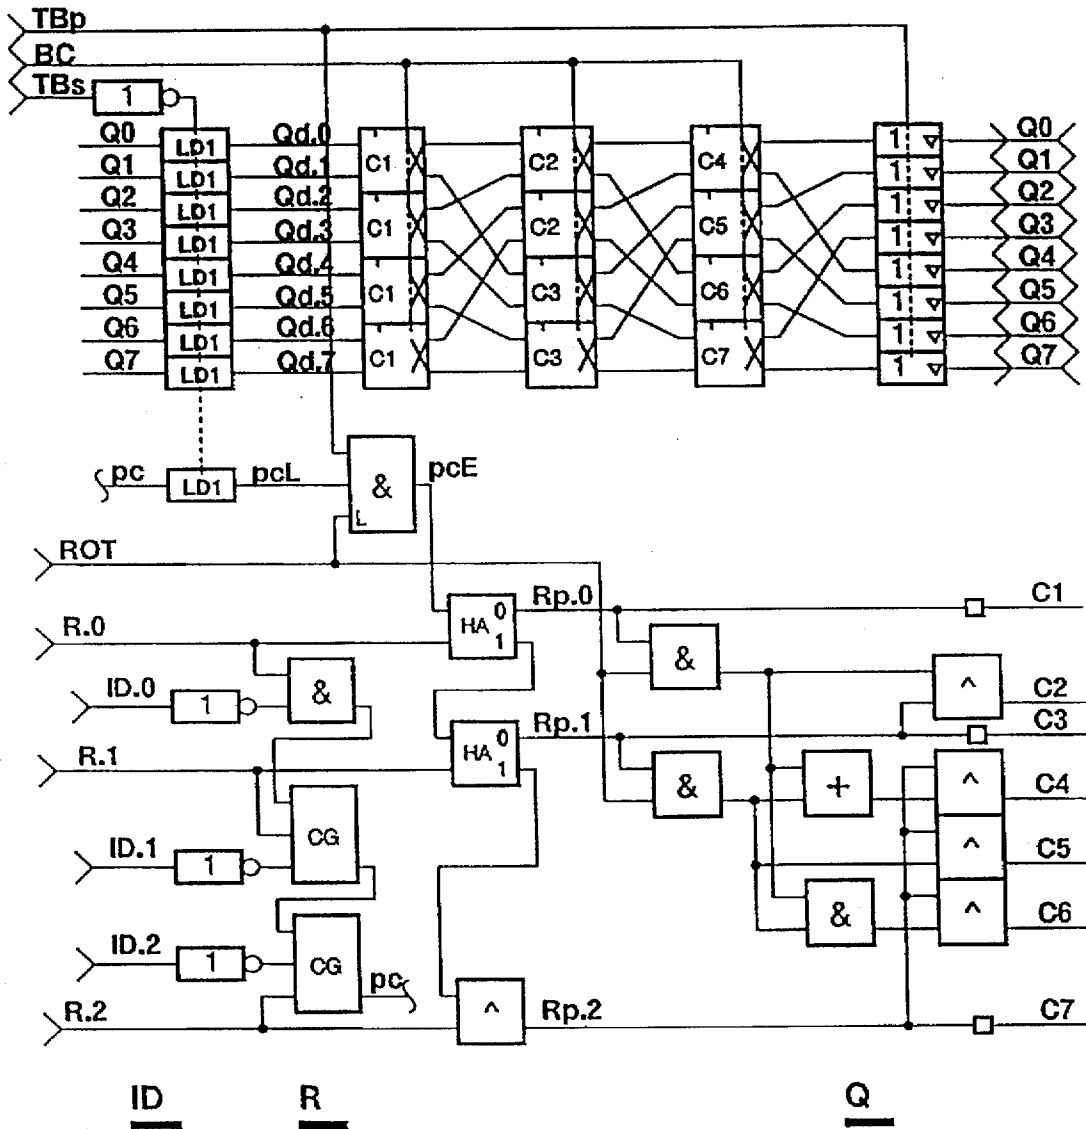 TBp
BC
TBs
1
Q0 LD1 Qd.0 C1 C2 C4 1 Q0
Q1 LD1 Qd.1 1 Q1
Q2 LD1 Qd.2 C1 C2 C5 1 Q2
Q3 LD1 Qd.3 1 Q3
Q4 LD1 Qd.4 C1 C3 C6 1 Q4
Q5 LD1 Qd.5 1 Q5
Q6 LD1 Qd.6 C1 C3 C7 1 Q6
Q7 LD1 Qd.7 1 Q7
pc LD1 pcL & pcE
L
ROT
HA 0 1 Rp.0 C1
R.0
&
ID.0 1 & ^ C2
HA 0 1 Rp.1 C3
R.1
& + ^ C4
CG
ID.1 1 ^ C5
& ^ C6
ID.2 1 CG pc
R.2 ^ Rp.2 C7
ID R Q